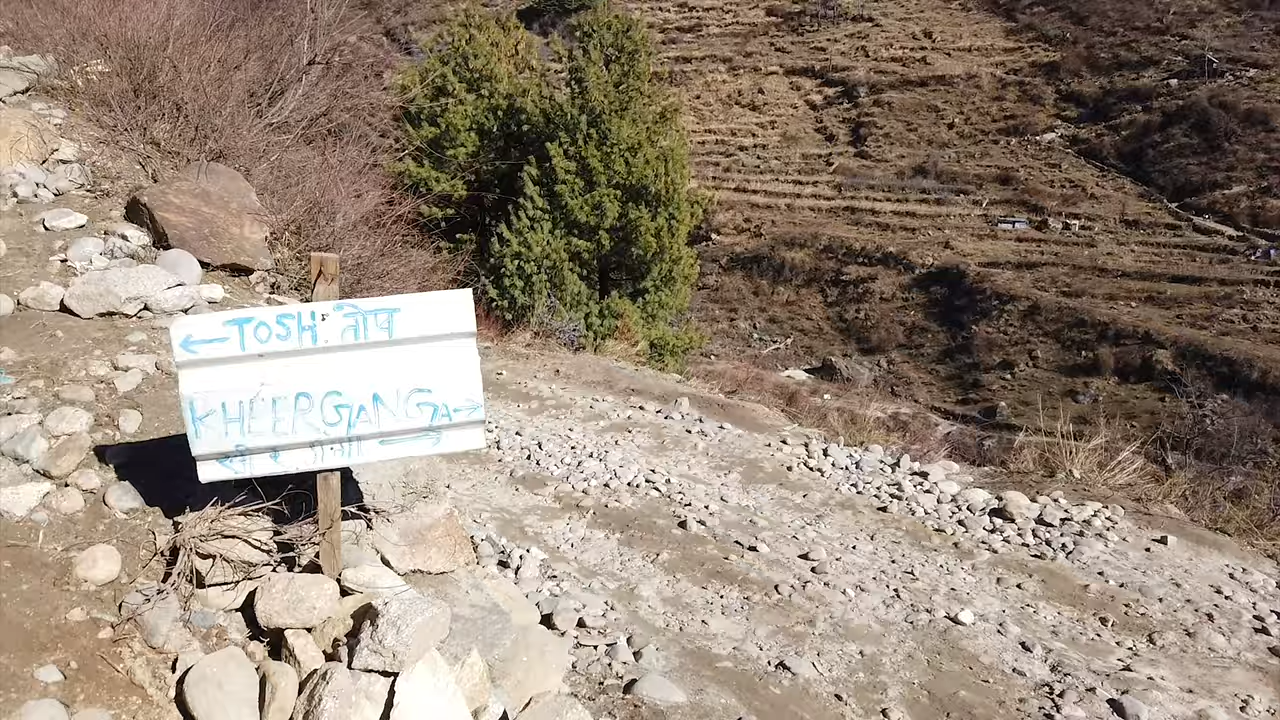 ← TOSH: तोष
KHEERGANGA →